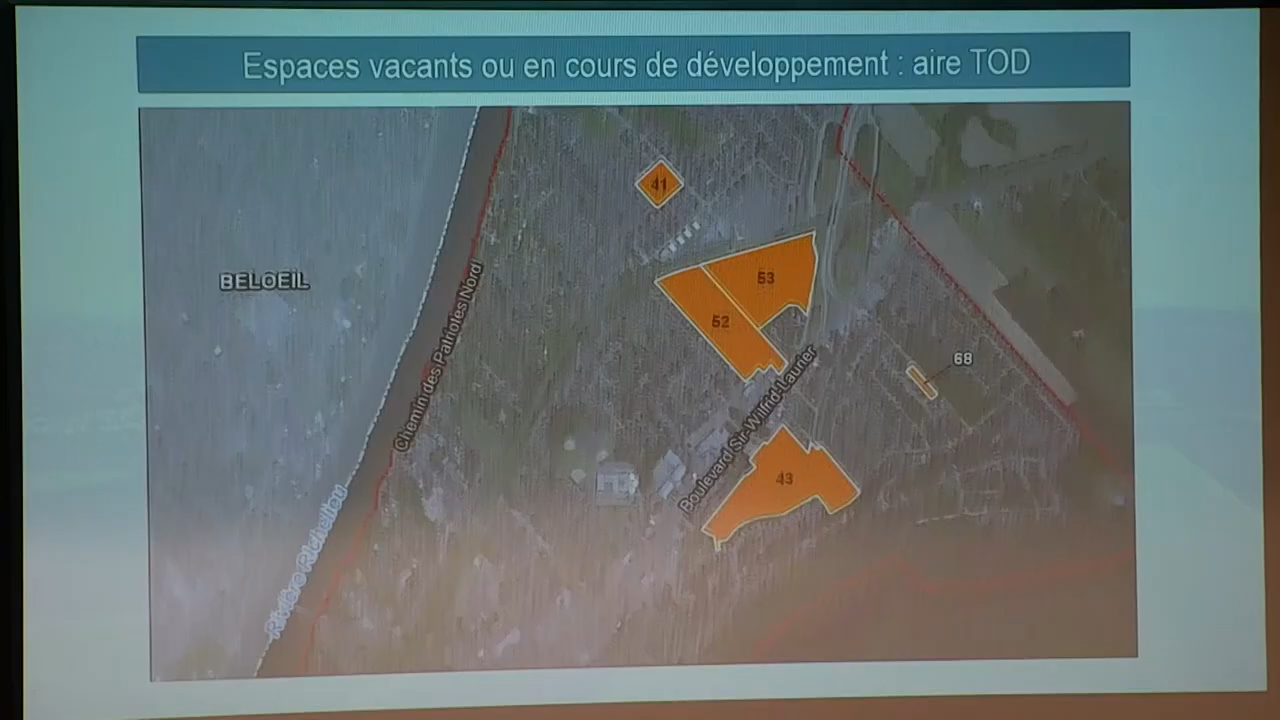 Espaces vacants ou en cours de développement : aire TOD
41
BELOEIL
53
52
Chemin des Patriotes Nord
68
Boulevard Sir-Wilfrid-Laurier
43
Rivière Richelieu